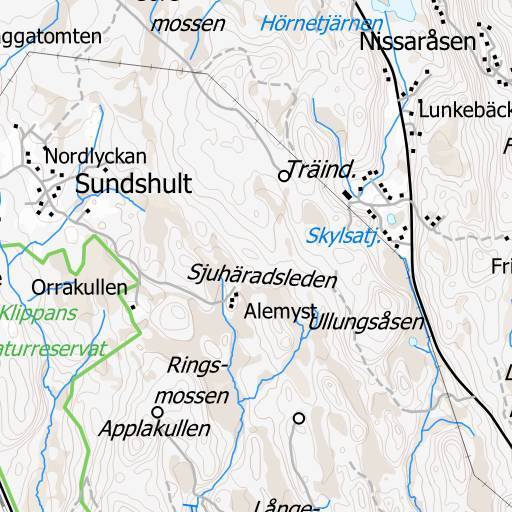 mossen
Hörnetjärnen
Nissaråsen
ggatomten
Lunkebäck
Nordlyckan
Träind.
Sundshult
Skylsatj.
Sjuhäradsleden
Fri
Orrakullen
Klippans
Alemyst
Ullungsåsen
aturreservat
Rings-
mossen
Applakullen
Långe-